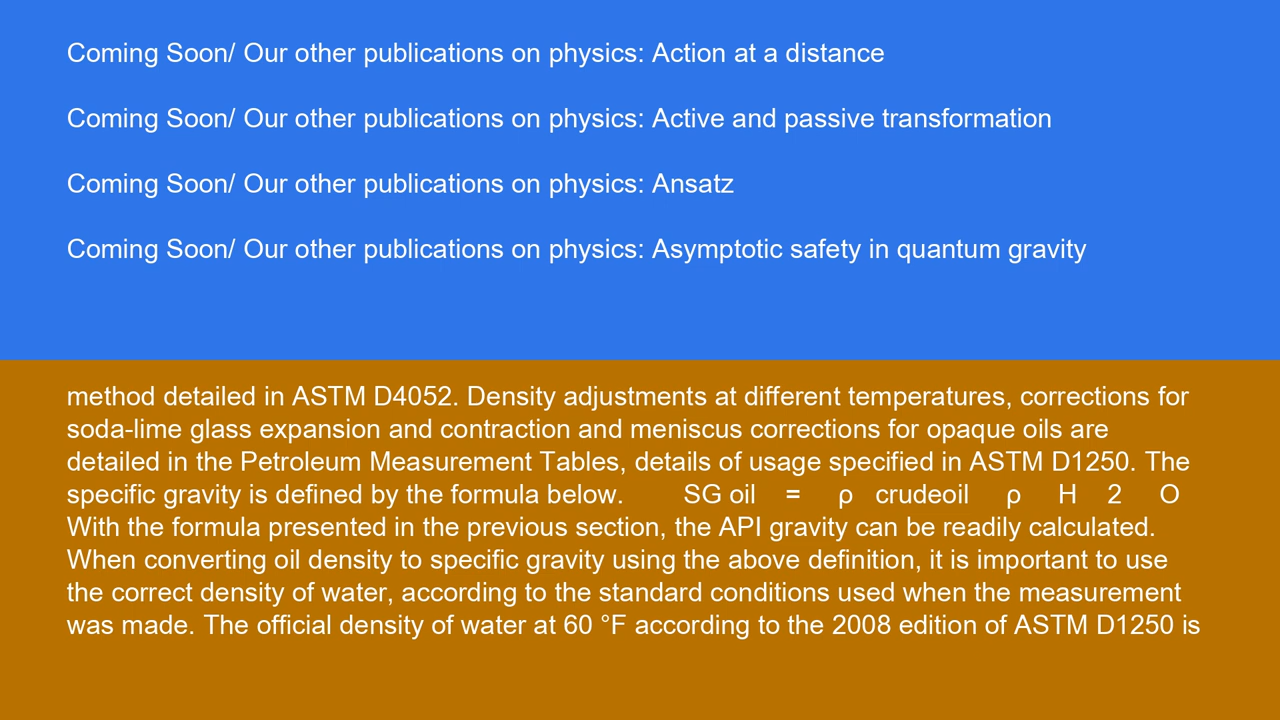 Coming Soon/ Our other publications on physics: Action at a distance
Coming Soon/ Our other publications on physics: Active and passive transformation
Coming Soon/ Our other publications on physics: Ansatz
Coming Soon/ Our other publications on physics: Asymptotic safety in quantum gravity
method detailed in ASTM D4052. Density adjustments at different temperatures, corrections for
soda-lime glass expansion and contraction and meniscus corrections for opaque oils are
detailed in the Petroleum Measurement Tables, details of usage specified in ASTM D1250. The
specific gravity is defined by the formula below. SG oil = ρ crudeoil ρ H 2 O
With the formula presented in the previous section, the API gravity can be readily calculated.
When converting oil density to specific gravity using the above definition, it is important to use
the correct density of water, according to the standard conditions used when the measurement
was made. The official density of water at 60 °F according to the 2008 edition of ASTM D1250 is